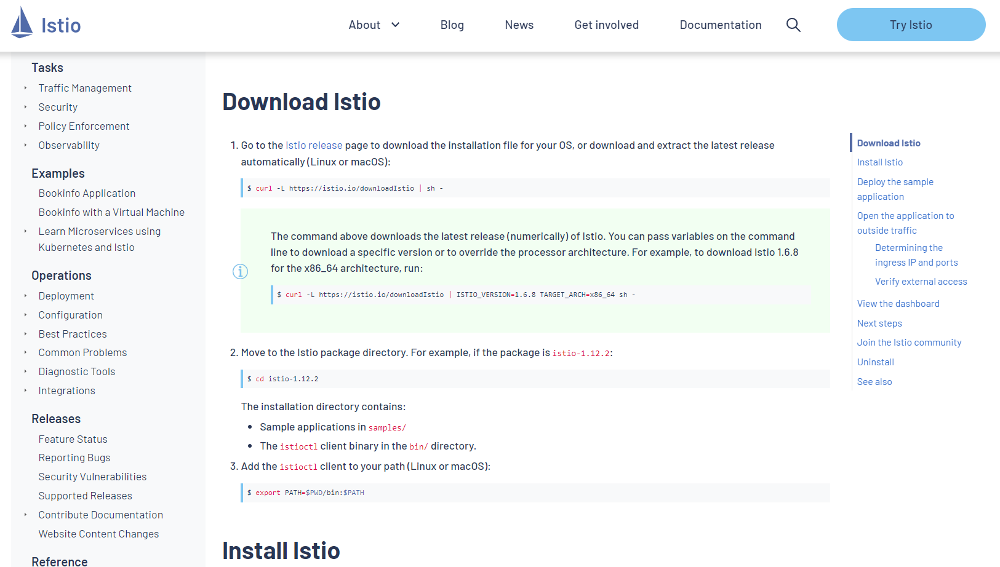 Istio
About
Blog
News
Get involved
Documentation
Try Istio
Tasks
Traffic Management
Security
Policy Enforcement
Observability
Examples
Bookinfo Application
Bookinfo with a Virtual Machine
Learn Microservices using
Kubernetes and Istio
Operations
Deployment
Configuration
Best Practices
Common Problems
Diagnostic Tools
Integrations
Releases
Feature Status
Reporting Bugs
Security Vulnerabilities
Supported Releases
Contribute Documentation
Website Content Changes
Reference
Download Istio
1. Go to the Istio release page to download the installation file for your OS, or download and extract the latest release
automatically (Linux or macOS):
$ curl -L https://istio.io/downloadIstio | sh -
The command above downloads the latest release (numerically) of Istio. You can pass variables on the command
line to download a specific version or to override the processor architecture. For example, to download Istio 1.6.8
for the x86_64 architecture, run:
$ curl -L https://istio.io/downloadIstio | ISTIO_VERSION=1.6.8 TARGET_ARCH=x86_64 sh -
2. Move to the Istio package directory. For example, if the package is istio-1.12.2:
$ cd istio-1.12.2
The installation directory contains:
• Sample applications in samples/
• The istioctl client binary in the bin/ directory.
3. Add the istioctl client to your path (Linux or macOS):
$ export PATH=$PWD/bin:$PATH
Install Istio
Download Istio
Install Istio
Deploy the sample
application
Open the application to
outside traffic
Determining the
ingress IP and ports
Verify external access
View the dashboard
Next steps
Join the Istio community
Uninstall
See also